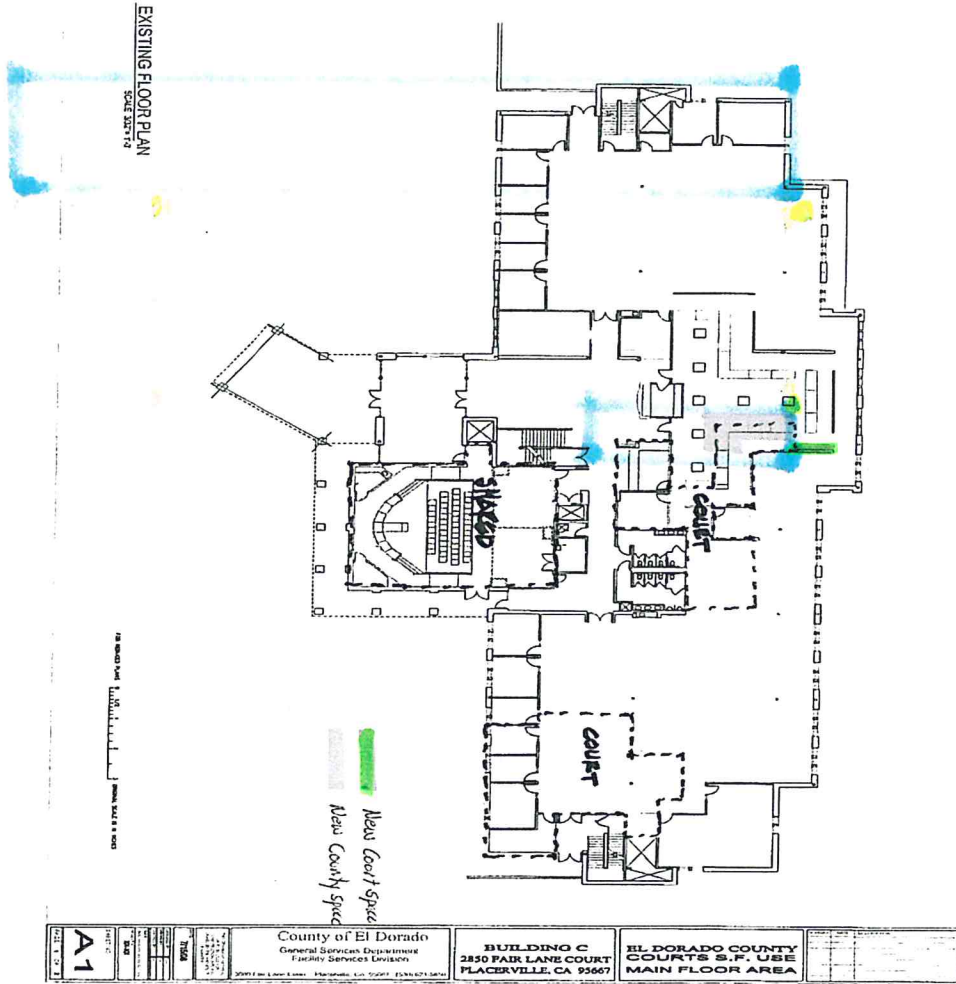 EXISTING FLOOR PLAN
SHARED
COURT
COURT
New Court Space
New County Space
A1
County of El Dorado
General Services Department
Facility Services Division
BUILDING C
2850 FAIR LANE COURT
PLACERVILLE, CA 95667
EL DORADO COUNTY
COURTS S.F. USE
MAIN FLOOR AREA